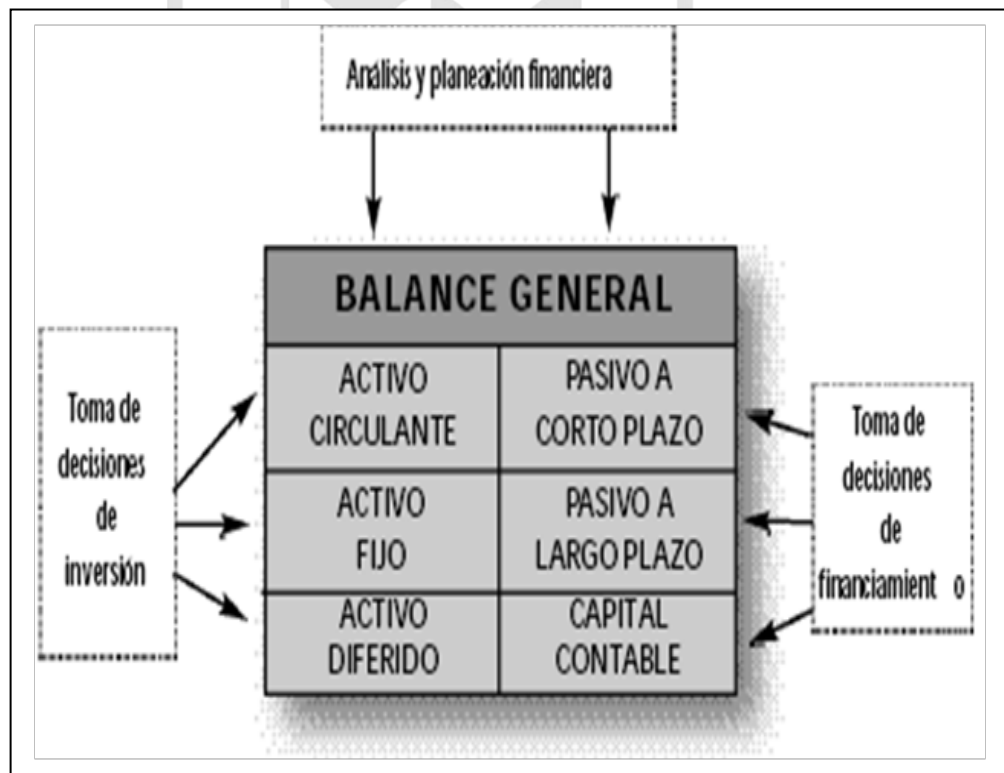 Análisis y planeación financiera
BALANCE GENERAL
Toma de
decisiones
de
inversión
ACTIVO
CIRCULANTE
PASIVO A
CORTO PLAZO
ACTIVO
FIJO
PASIVO A
LARGO PLAZO
ACTIVO
DIFERIDO
CAPITAL
CONTABLE
Toma de
decisiones
de
financiamient o